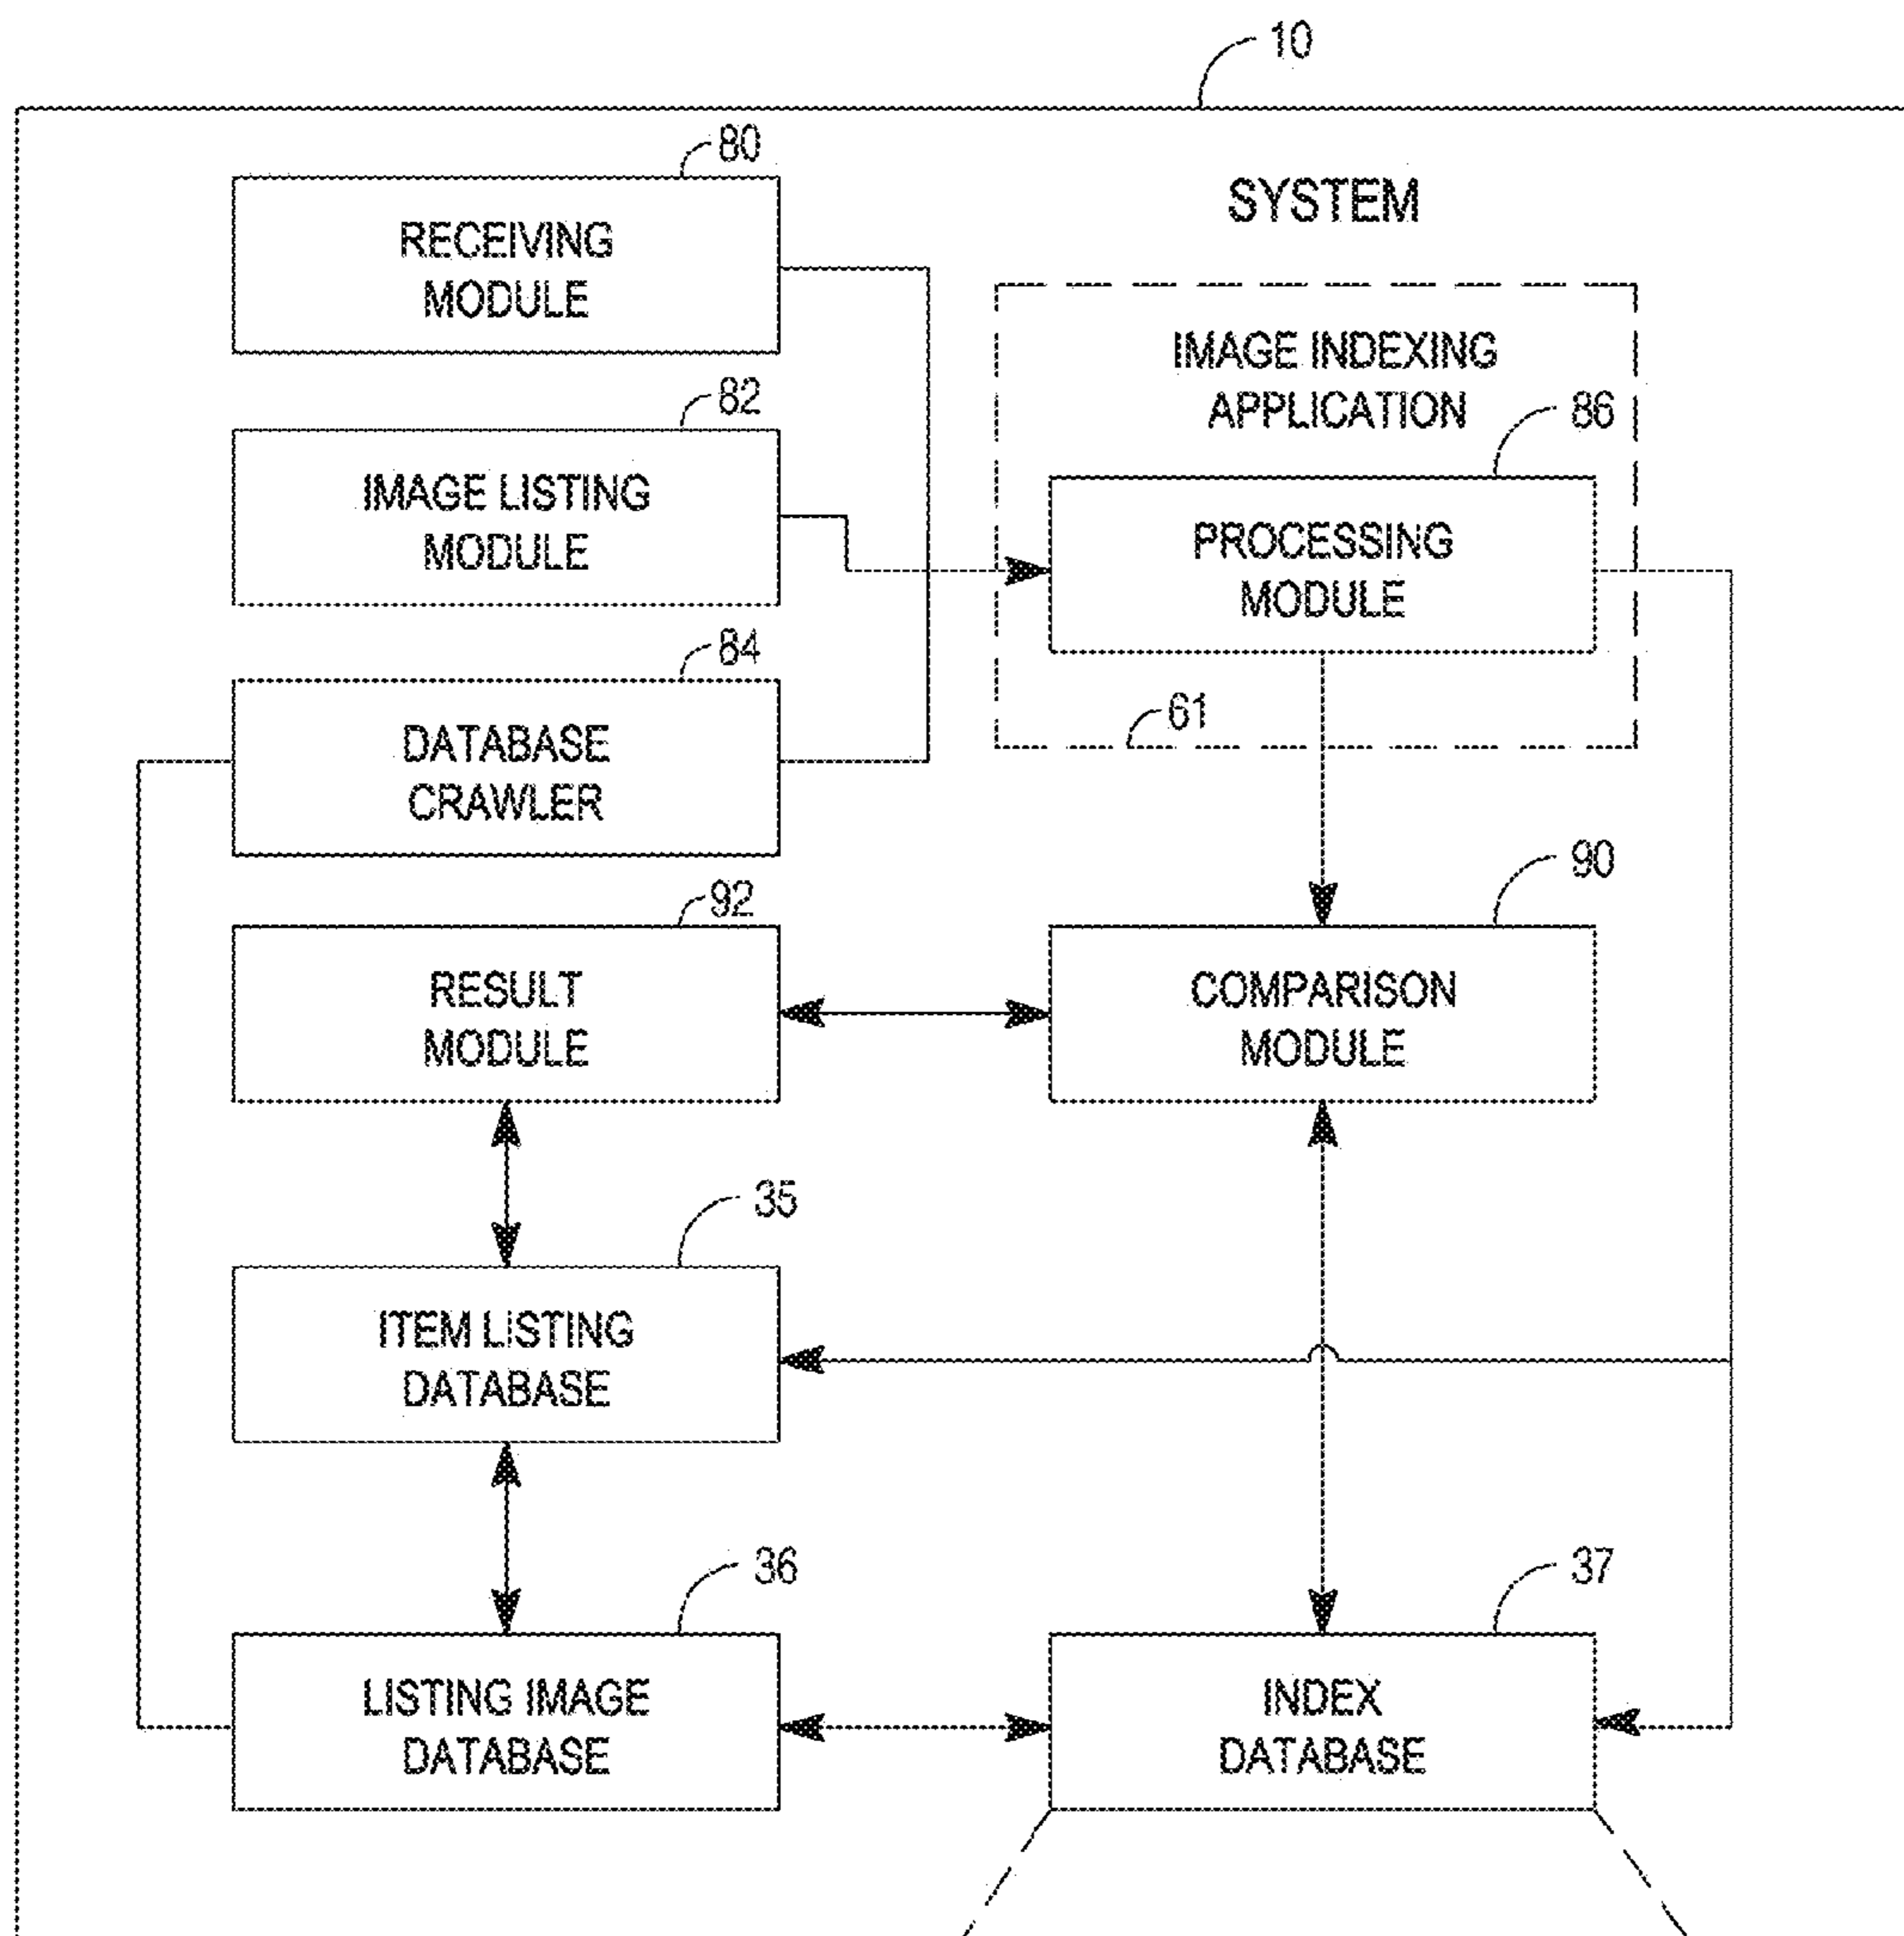 10
SYSTEM
80
RECEIVING
MODULE
82
IMAGE LISTING
MODULE
84
DATABASE
CRAWLER
IMAGE INDEXING
APPLICATION
86
PROCESSING
MODULE
61
92
RESULT
MODULE
90
COMPARISON
MODULE
35
ITEM LISTING
DATABASE
36
LISTING IMAGE
DATABASE
37
INDEX
DATABASE